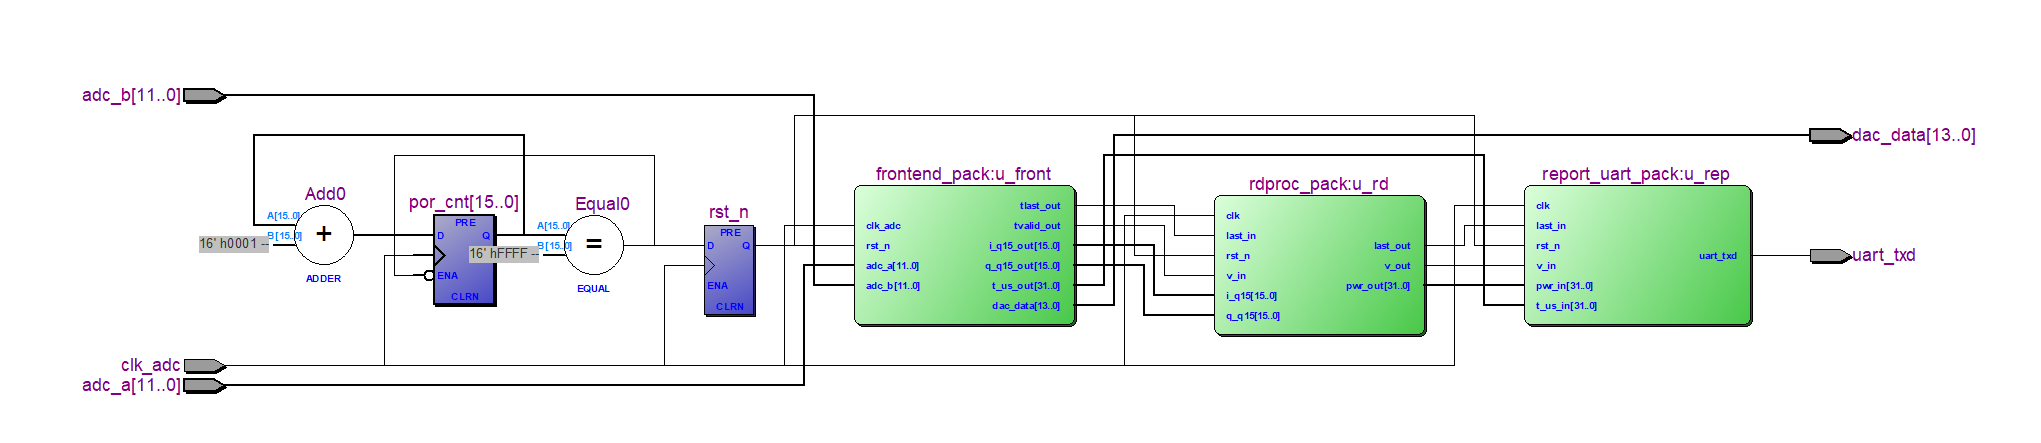 adc_b[11..0]
clk_adc
adc_a[11..0]
Add0
A[15..0]
B[15..0]
16' h0001 --
+
ADDER
por_cnt[15..0]
PRE
D
Q
ENA
CLRN
Equal0
A[15..0]
B[15..0]
16' hFFFF --
=
EQUAL
rst_n
PRE
D
Q
ENA
CLRN
frontend_pack:u_front
clk_adc
rst_n
adc_a[11..0]
adc_b[11..0]
tlast_out
tvalid_out
i_q15_out[15..0]
q_q15_out[15..0]
t_us_out[31..0]
dac_data[13..0]
rdproc_pack:u_rd
clk
last_in
rst_n
v_in
i_q15[15..0]
q_q15[15..0]
last_out
v_out
pwr_out[31..0]
report_uart_pack:u_rep
clk
last_in
rst_n
v_in
pwr_in[31..0]
t_us_in[31..0]
uart_txd
dac_data[13..0]
uart_txd